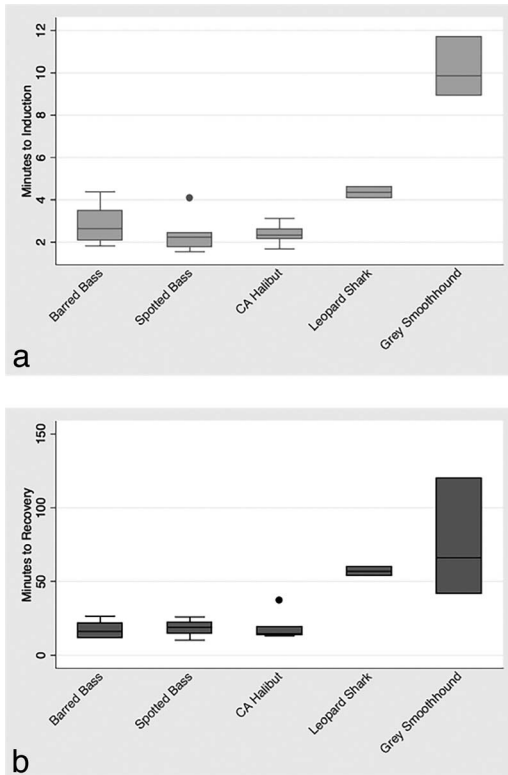 12
10
8
6
4
2
Minutes to Induction
Barred Bass
Spotted Bass
CA Halibut
Leopard Shark
Grey Smoothhound
a
150
100
50
0
Minutes to Recovery
Barred Bass
Spotted Bass
CA Halibut
Leopard Shark
Grey Smoothhound
b